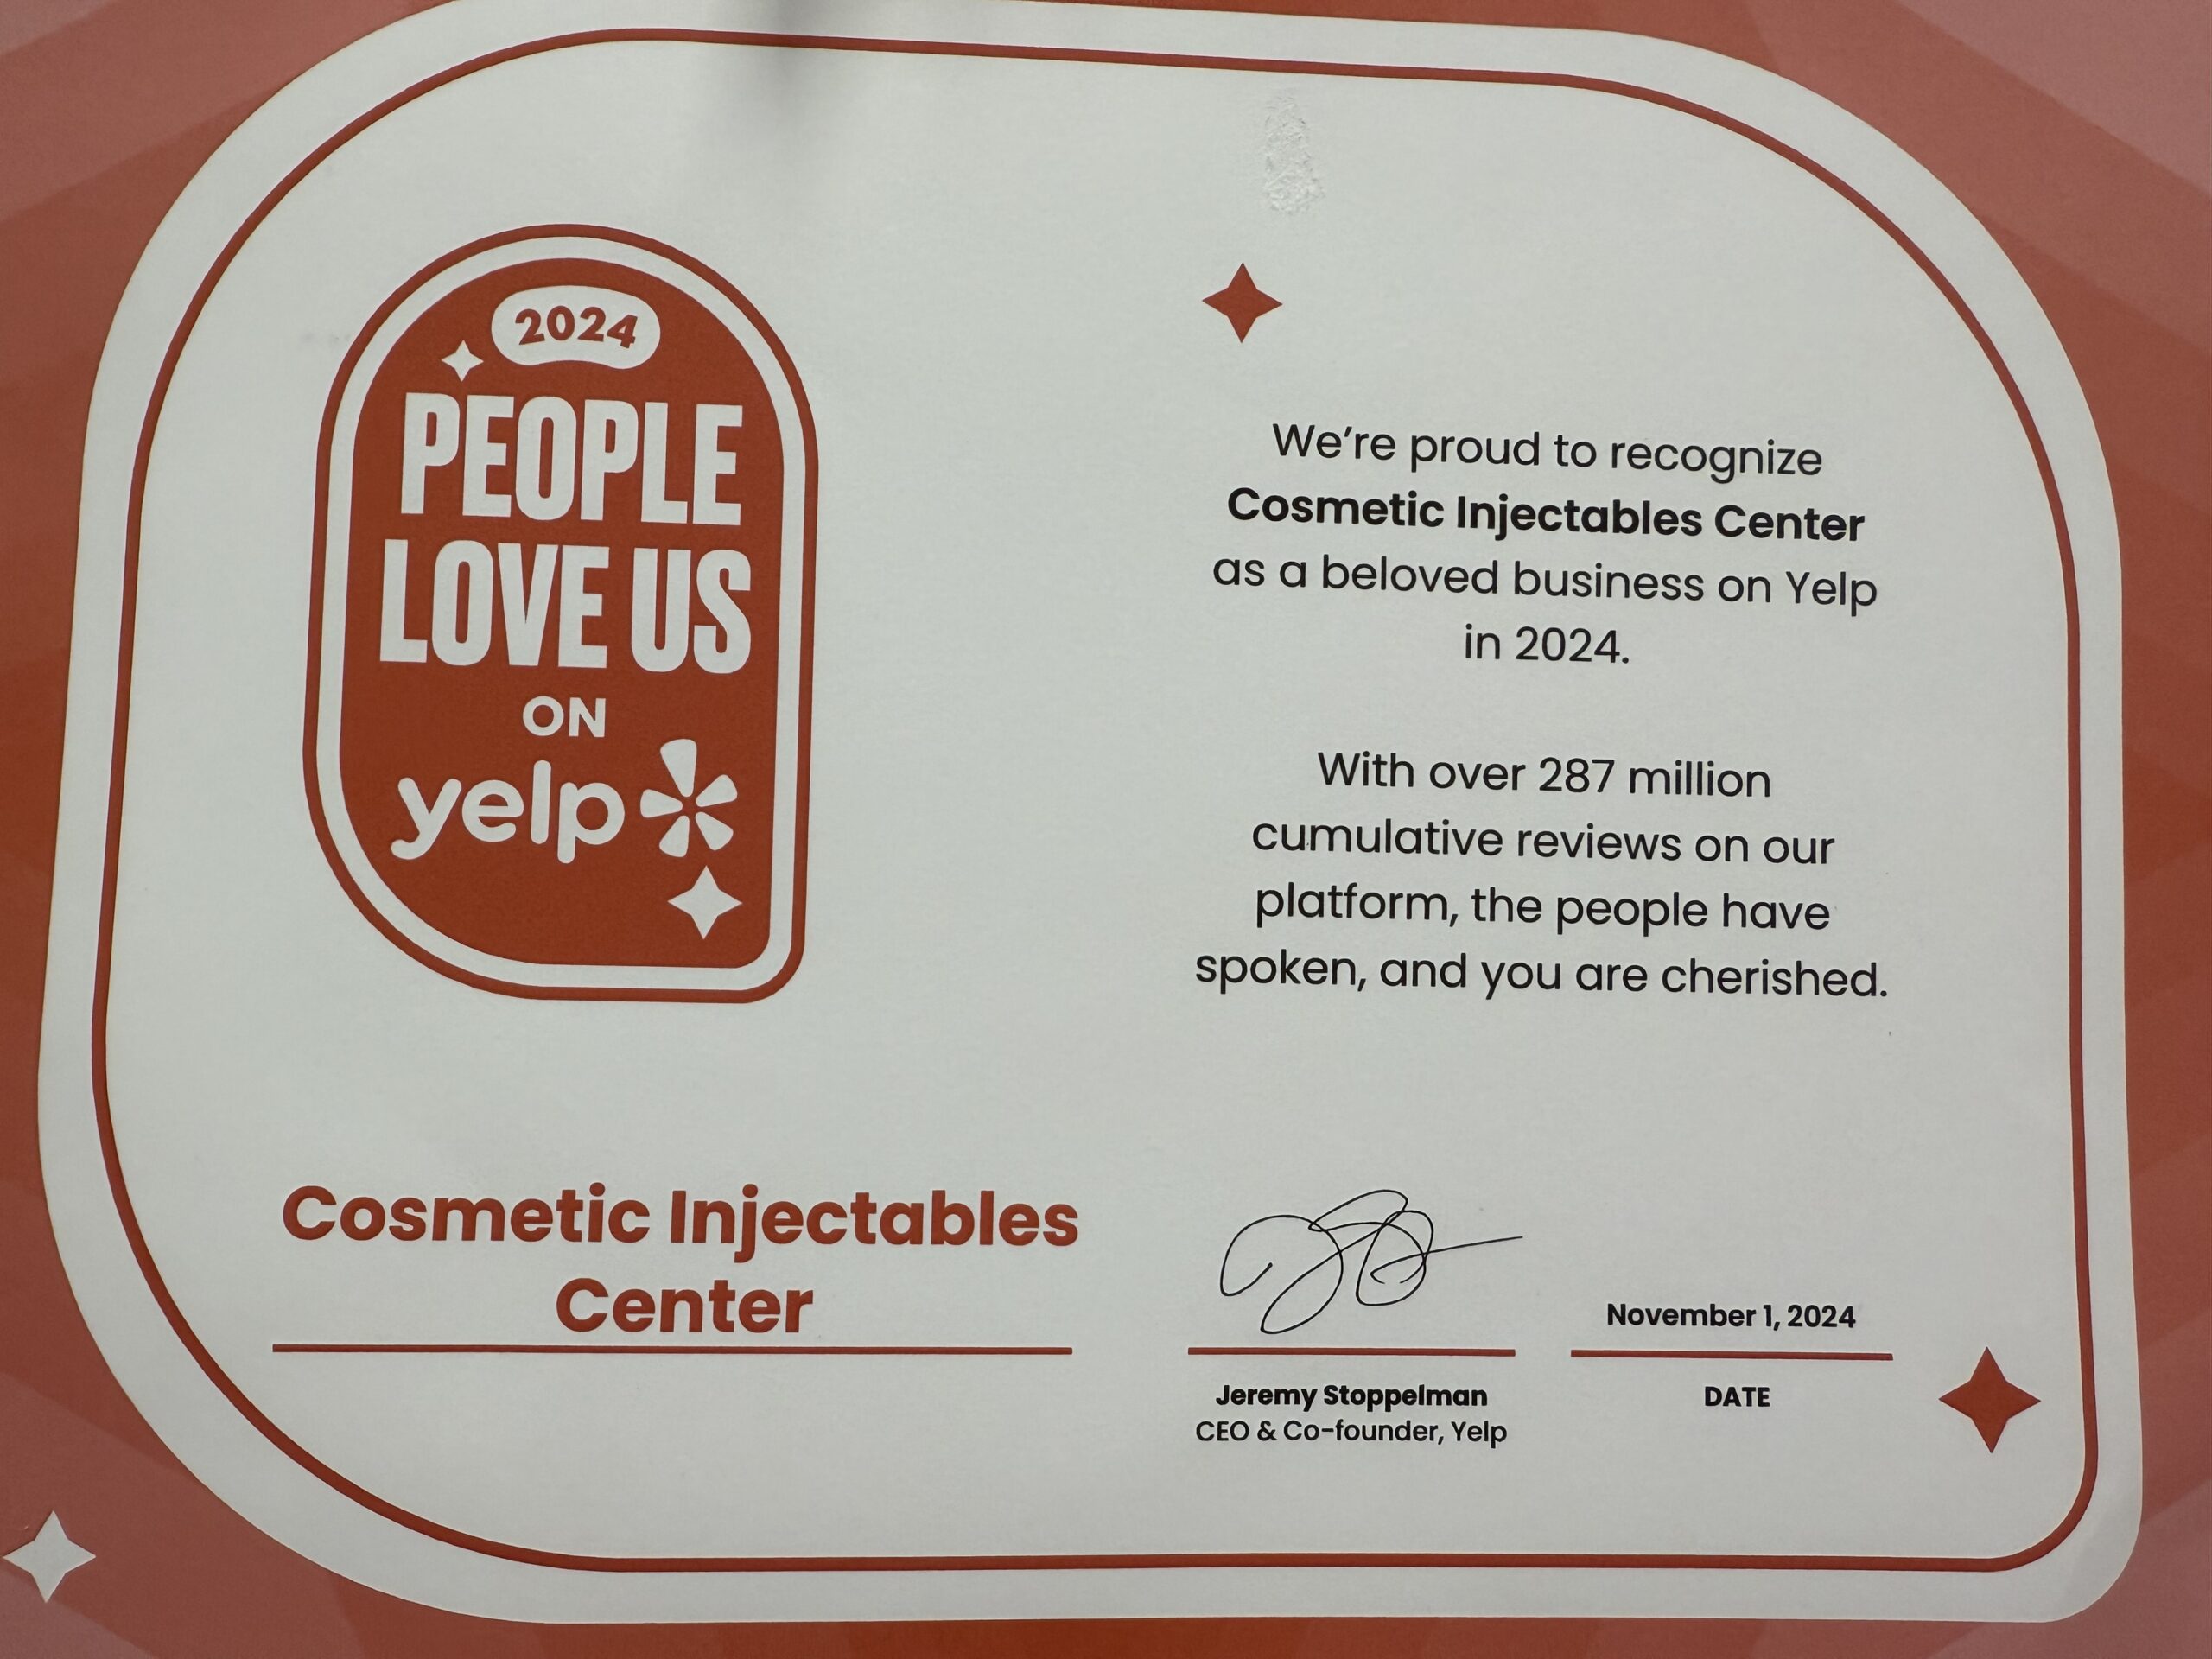 2024
PEOPLE
LOVE US
ON
yelp
We're proud to recognize
Cosmetic Injectables Center
as a beloved business on Yelp
in 2024.
With over 287 million
cumulative reviews on our
platform, the people have
spoken, and you are cherished.
Cosmetic Injectables
Center
November 1, 2024
Jeremy Stoppelman
CEO & Co-founder, Yelp
DATE